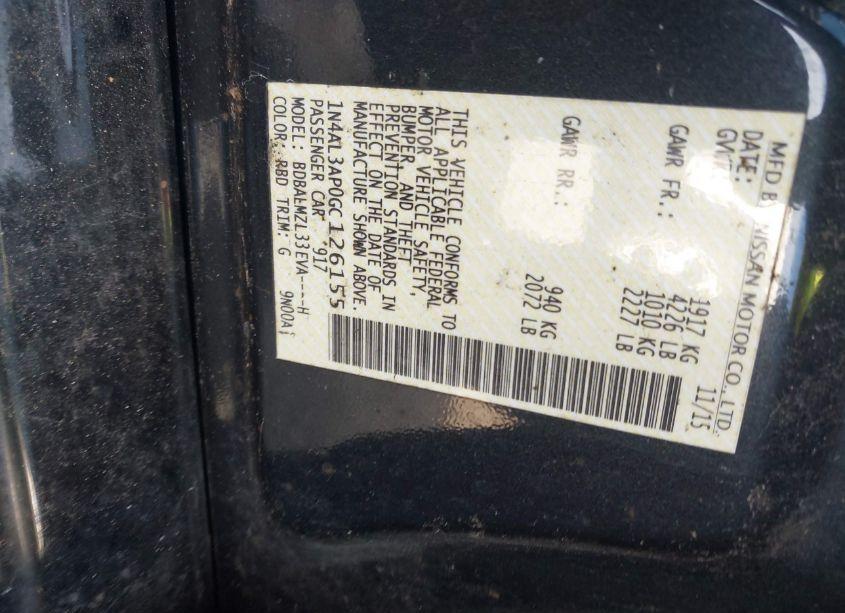 MFD BY NISSAN MOTOR CO., LTD.
DATE: 11/15
1917 KG
4226 LB
GAWR FR: 1010 KG
2227 LB
GAWR RR: 940 KG
2072 LB
THIS VEHICLE CONFORMS TO
ALL APPLICABLE FEDERAL
MOTOR VEHICLE SAFETY,
BUMPER, AND THEFT
PREVENTION STANDARDS IN
EFFECT ON THE DATE OF
MANUFACTURE SHOWN ABOVE.
1N4AL3AP0GC126155
PASSENGER CAR *917
MODEL: BDBALMZL33EVA----H
COLOR: RBD TRIM: G 9N00A